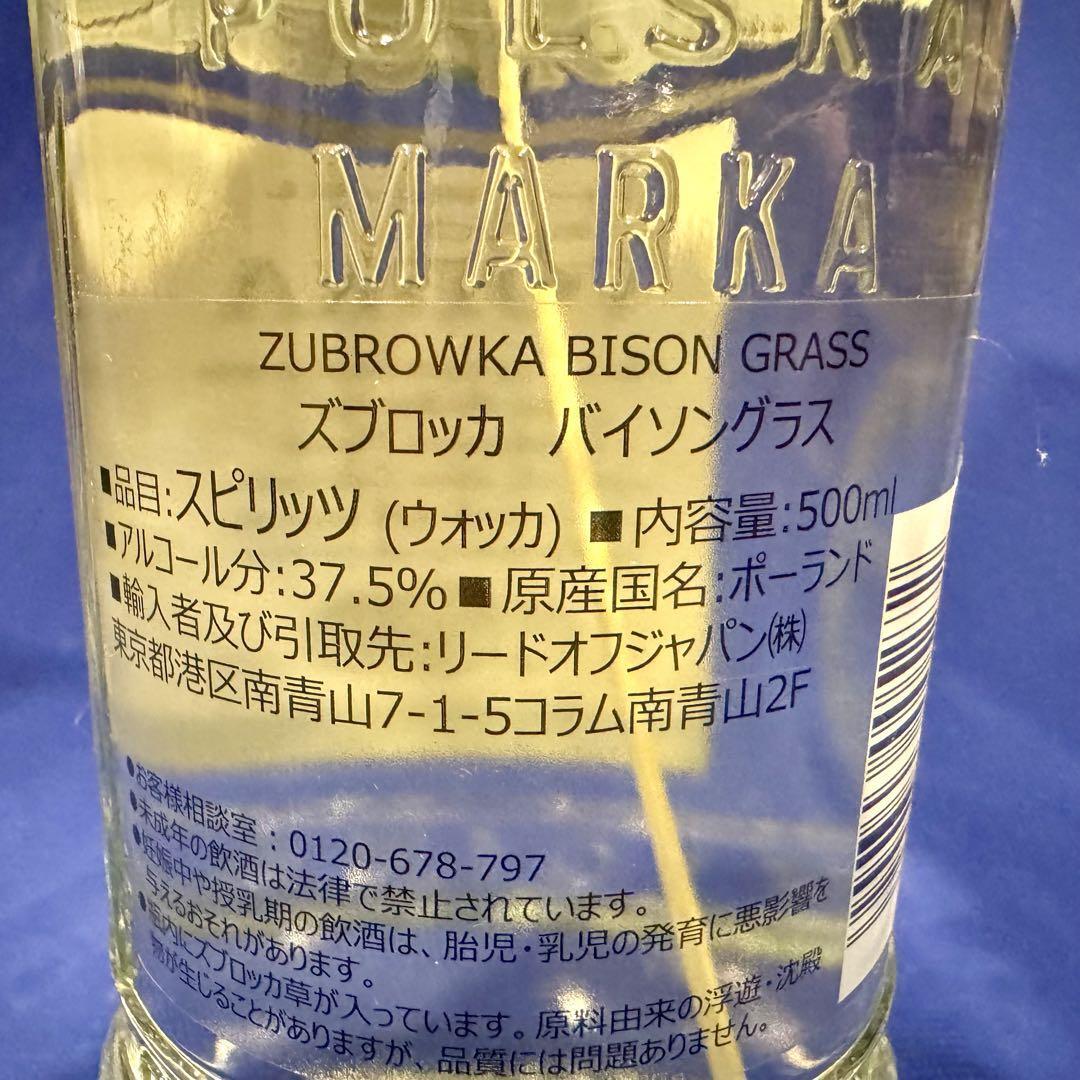 POLSKA
MARKA
ZUBROWKA BISON GRASS
ズブロッカ バイソングラス
■品目:スピリッツ (ウォッカ) ■内容量:500ml
■アルコール分:37.5% ■原産国名:ポーランド
■輸入者及び引取先:リードオフジャパン㈱
東京都港区南青山7-1-5コラム南青山2F
●お客様相談室:0120-678-797
●未成年の飲酒は法律で禁止されています。
●妊娠中や授乳期の飲酒は、胎児・乳児の発育に悪影響を
与えるおそれがあります。
●瓶内にズブロッカ草が入っています。原料由来の浮遊・沈殿
物が生じることがありますが、品質には問題ありません。